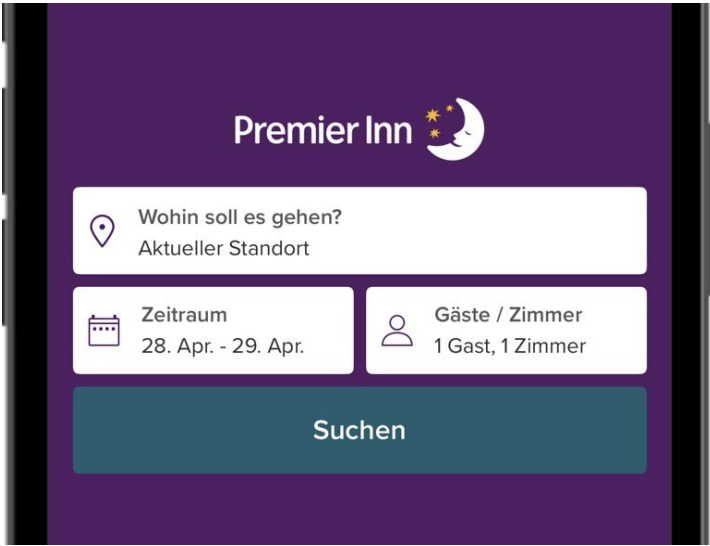 Premier Inn
Wohin soll es gehen?
Aktueller Standort
Zeitraum
28. Apr. - 29. Apr.
Gäste / Zimmer
1 Gast, 1 Zimmer
Suchen